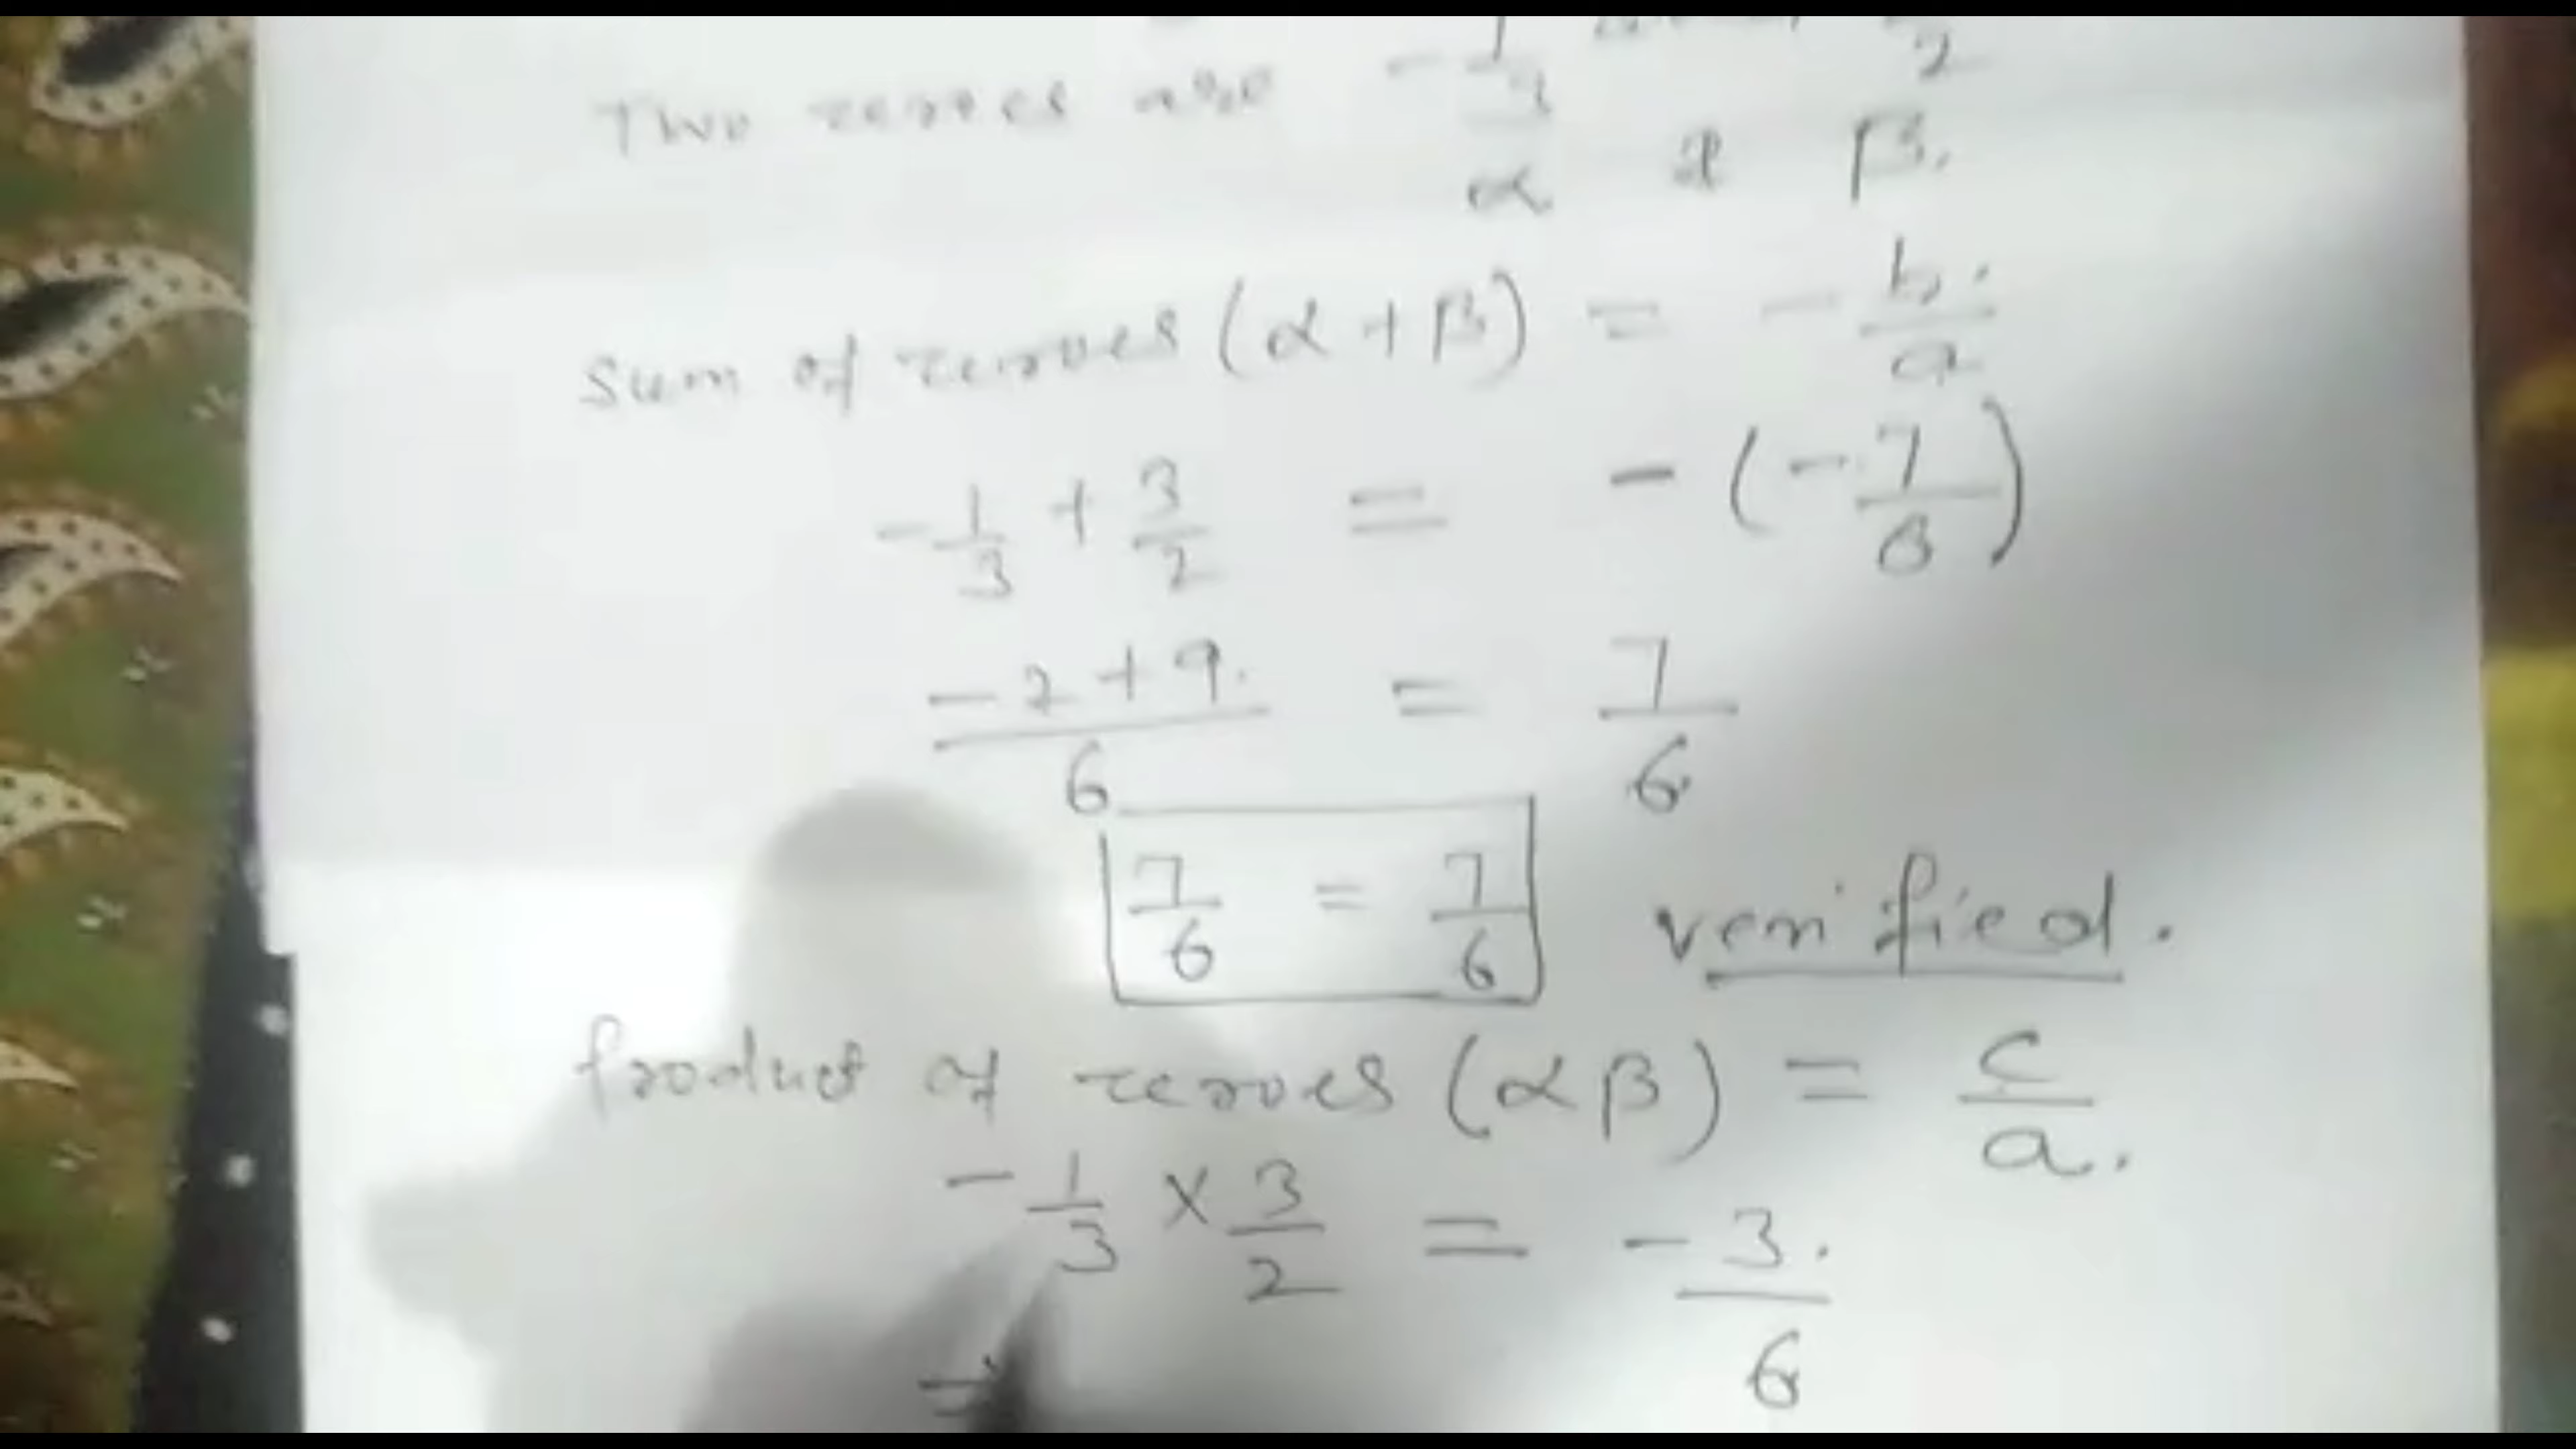 Two zeroes are -1/3 and 3/2
α & β.
Sum of zeroes (α + β) = - b/a
-1/3 + 3/2 = - (-7/6)
-2+9./6 = 7/6
7/6 = 7/6 verified.
Product of zeroes (αβ) = c/a.
-1/3 × 3/2 = -3./6